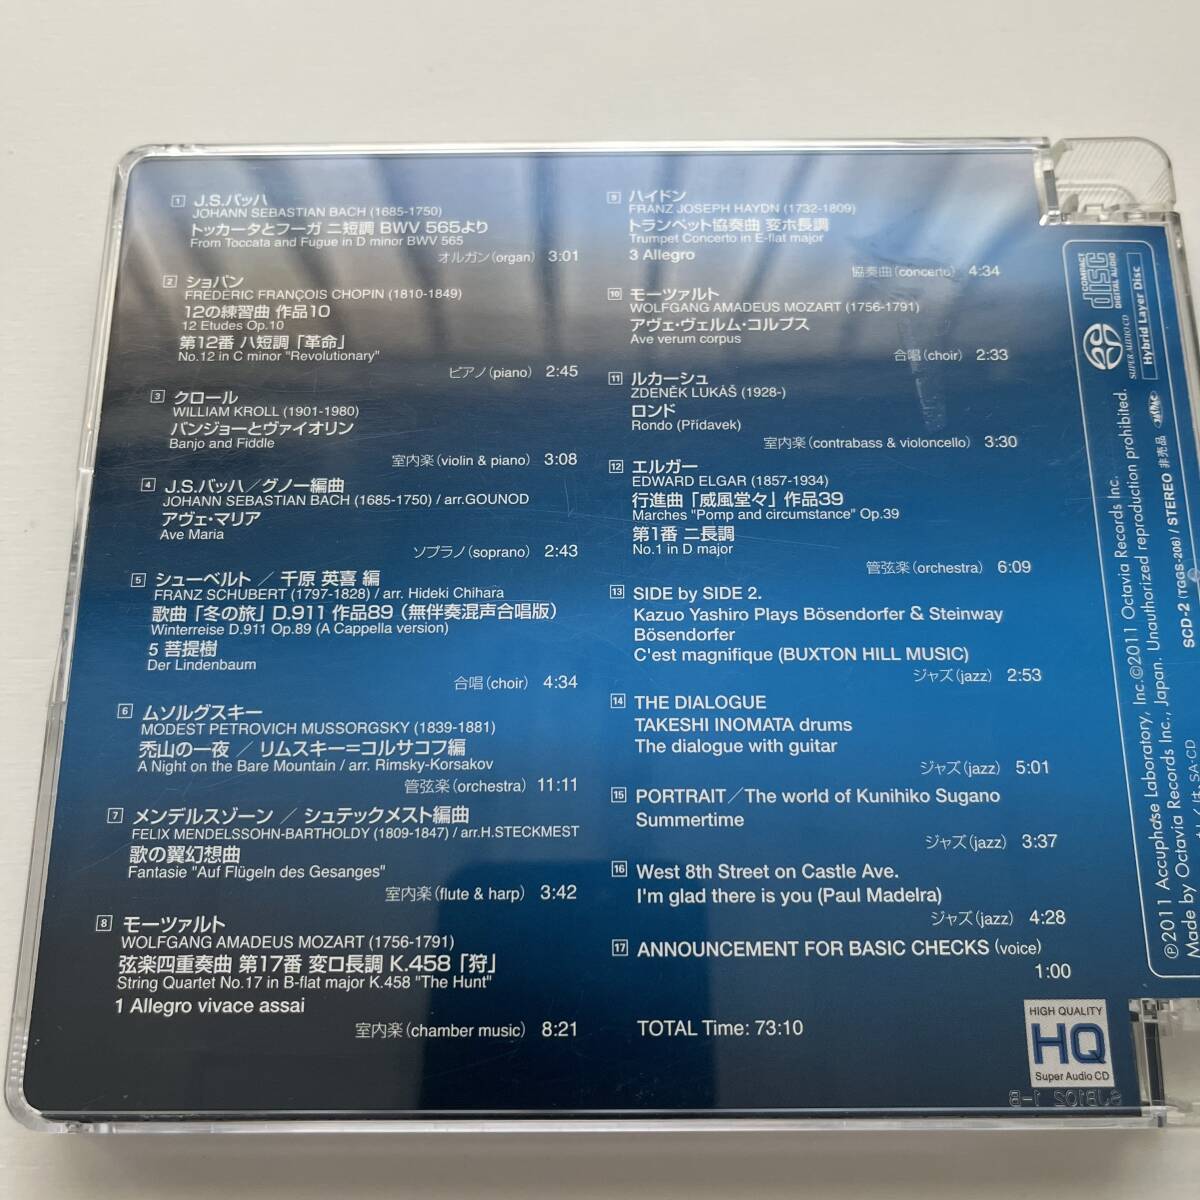 1 J.S.バッハ
JOHANN SEBASTIAN BACH (1685-1750)
トッカータとフーガ ニ短調 BWV 565より
From Toccata and Fugue in D minor BWV 565
オルガン(organ) 3:01
2 ショパン
FRÉDÉRIC FRANÇOIS CHOPIN (1810-1849)
12の練習曲 作品10
12 Etudes Op.10
第12番 ハ短調「革命」
No.12 in C minor "Revolutionary"
ピアノ(piano) 2:45
3 クロール
WILLIAM KROLL (1901-1980)
バンジョーとヴァイオリン
Banjo and Fiddle
室内楽(violin & piano) 3:08
4 J.S.バッハ／グノー編曲
JOHANN SEBASTIAN BACH (1685-1750) / arr.GOUNOD
アヴェ・マリア
Ave Maria
ソプラノ(soprano) 2:43
5 シューベルト ／ 千原 英喜 編
FRANZ SCHUBERT (1797-1828) / arr. Hideki Chihara
歌曲「冬の旅」D.911 作品89（無伴奏混声合唱版）
Winterreise D.911 Op.89 (A Cappella version)
5 菩提樹
Der Lindenbaum
合唱(choir) 4:34
6 ムソルグスキー
MODEST PETROVICH MUSSORGSKY (1839-1881)
禿山の一夜 ／ リムスキー=コルサコフ編
A Night on the Bare Mountain / arr. Rimsky-Korsakov
管弦楽(orchestra) 11:11
7 メンデルスゾーン ／ シュテックメスト編曲
FELIX MENDELSSOHN-BARTHOLDY (1809-1847) / arr.H.STECKMEST
歌の翼幻想曲
Fantasie "Auf Flügeln des Gesanges"
室内楽(flute & harp) 3:42
8 モーツァルト
WOLFGANG AMADEUS MOZART (1756-1791)
弦楽四重奏曲 第17番 変ロ長調 K.458「狩」
String Quartet No.17 in B-flat major K.458 "The Hunt"
1 Allegro vivace assai
室内楽(chamber music) 8:21
9 ハイドン
FRANZ JOSEPH HAYDN (1732-1809)
トランペット協奏曲 変ホ長調
Trumpet Concerto in E-flat major
3 Allegro
協奏曲(concerto) 4:34
10 モーツァルト
WOLFGANG AMADEUS MOZART (1756-1791)
アヴェ・ヴェルム・コルプス
Ave verum corpus
合唱(choir) 2:33
11 ルカーシュ
ZDENĚK LUKÁŠ (1928-)
ロンド
Rondo (Přídavek)
室内楽(contrabass & violoncello) 3:30
12 エルガー
EDWARD ELGAR (1857-1934)
行進曲「威風堂々」作品39
Marches "Pomp and circumstance" Op.39
第1番 ニ長調
No.1 in D major
管弦楽(orchestra) 6:09
13 SIDE by SIDE 2.
Kazuo Yashiro Plays Bösendorfer & Steinway
Bösendorfer
C'est magnifique (BUXTON HILL MUSIC)
ジャズ(jazz) 2:53
14 THE DIALOGUE
TAKESHI INOMATA drums
The dialogue with guitar
ジャズ(jazz) 5:01
15 PORTRAIT／The world of Kunihiko Sugano
Summertime
ジャズ(jazz) 3:37
16 West 8th Street on Castle Ave.
I'm glad there is you (Paul Madelra)
ジャズ(jazz) 4:28
17 ANNOUNCEMENT FOR BASIC CHECKS (voice)
1:00
TOTAL Time: 73:10
HIGH QUALITY
HQ
Super Audio CD
SJB102 1-B
COMPACT
disc
DIGITAL AUDIO
SUPER AUDIO CD
Hybrid Layer Disc
SCD-2 (TGGS-206) / STEREO 非売品
℗2011 Accuphase Laboratory, Inc.©2011 Octavia Records Inc.
Made by Octavia Records Inc., Japan. Unauthorized reproduction prohibited.